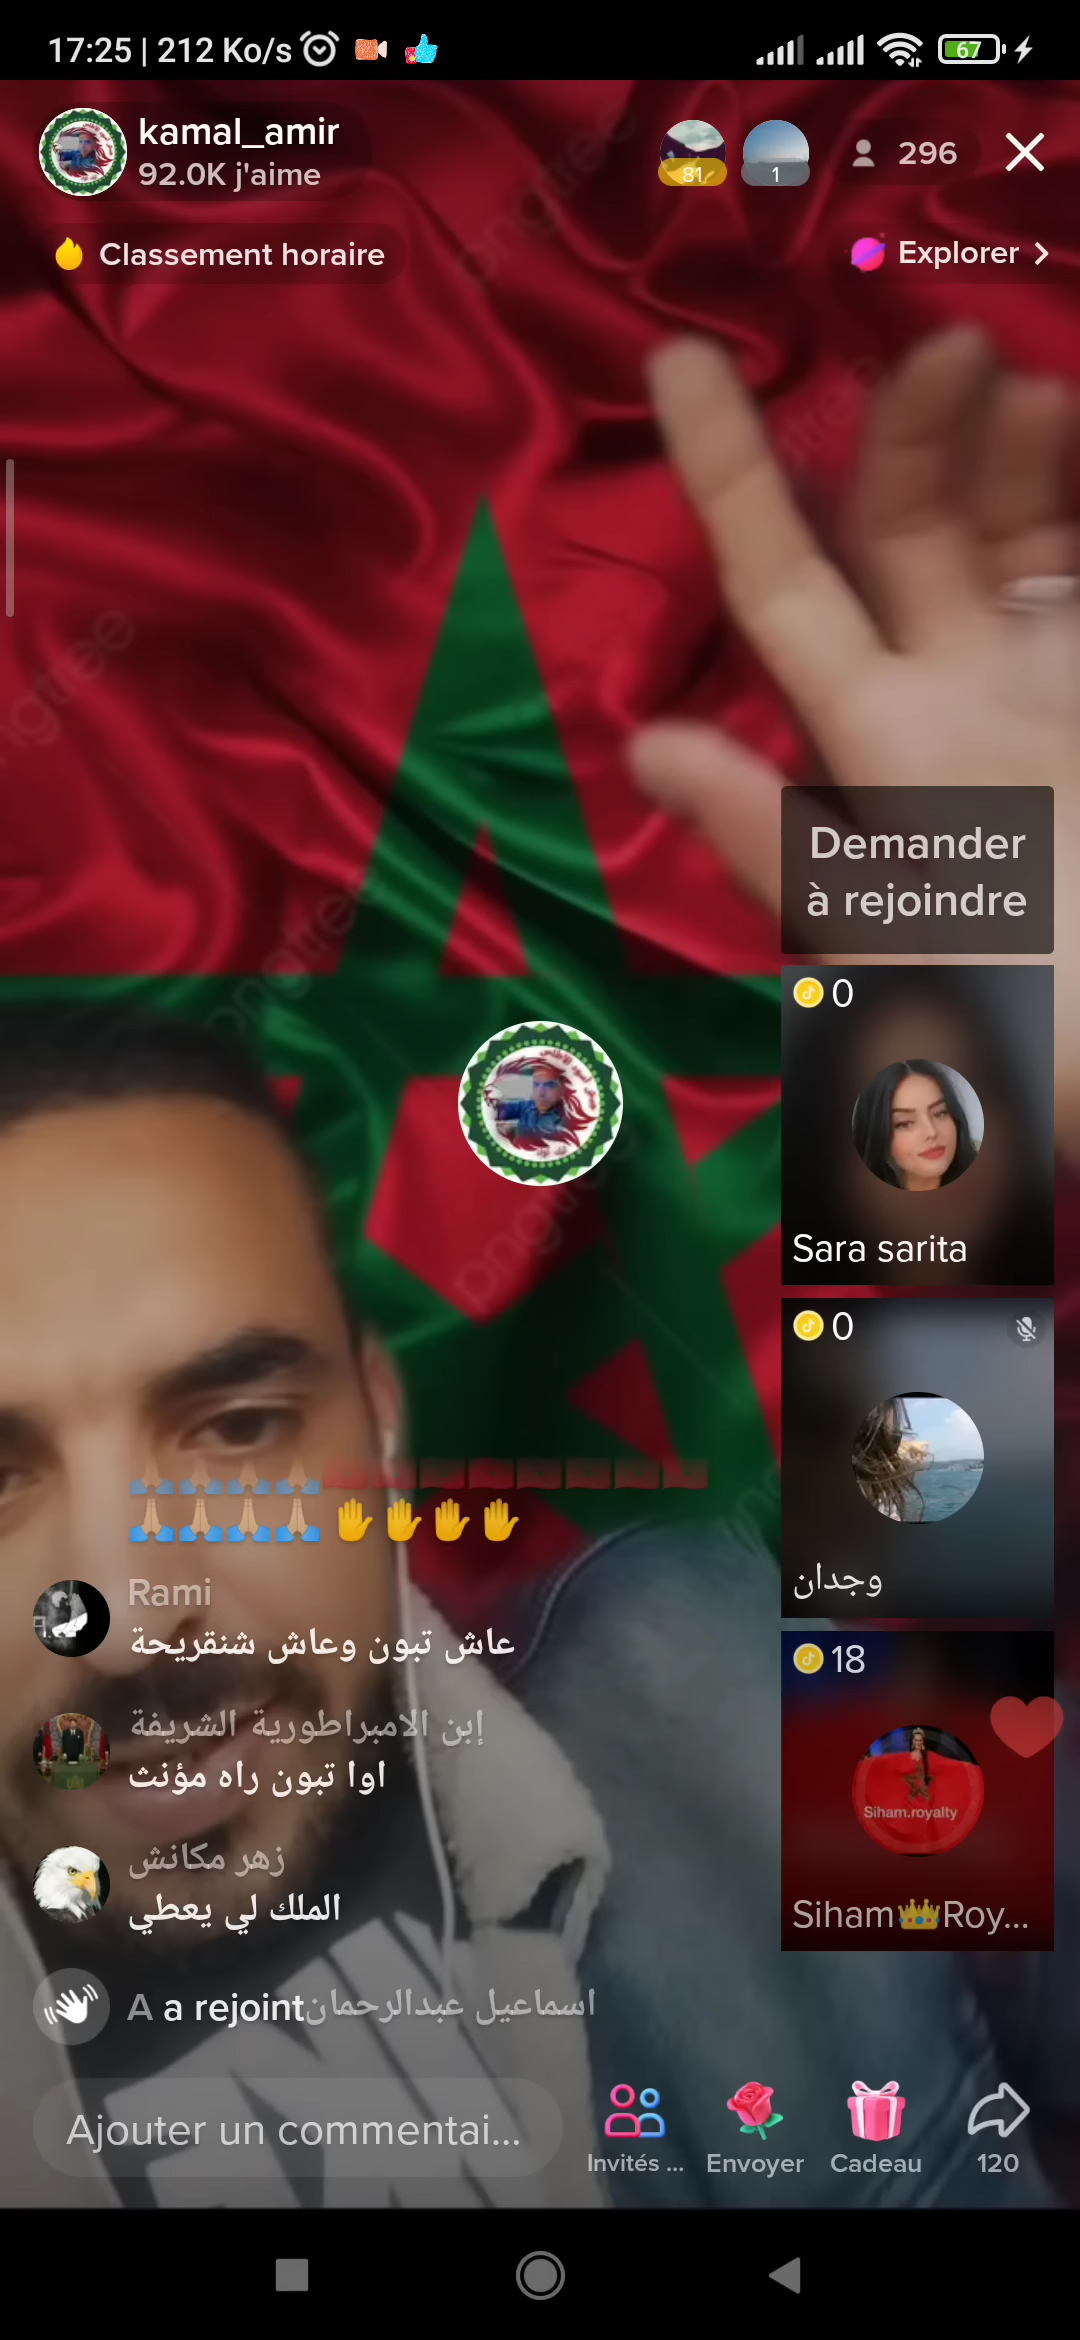 17:25 | 212 Ko/s
67
kamal_amir
92.0K j'aime
81
1
296
Classement horaire
Explorer
pngtree
Demander
à rejoindre
0
Sara sarita
0
وجدان
18
Siham.royalty
Siham👑Roy...
🙏🏼🙏🏼🙏🏼🙏🏼🇲🇦🇲🇦🇲🇦🇲🇦🇲🇦🇲🇦🇲🇦🇲🇦
🙏🏼🙏🏼🙏🏼🙏🏼 ✋✋✋✋
Rami
عاش تبون وعاش شنقريحة
إبن الامبراطورية الشريفة
اوا تبون راه مؤنث
زهر مكانش
الملك لي يعطي
A a rejoint اسماعيل عبدالرحمان
Ajouter un commentai...
Invités ...
Envoyer
Cadeau
120